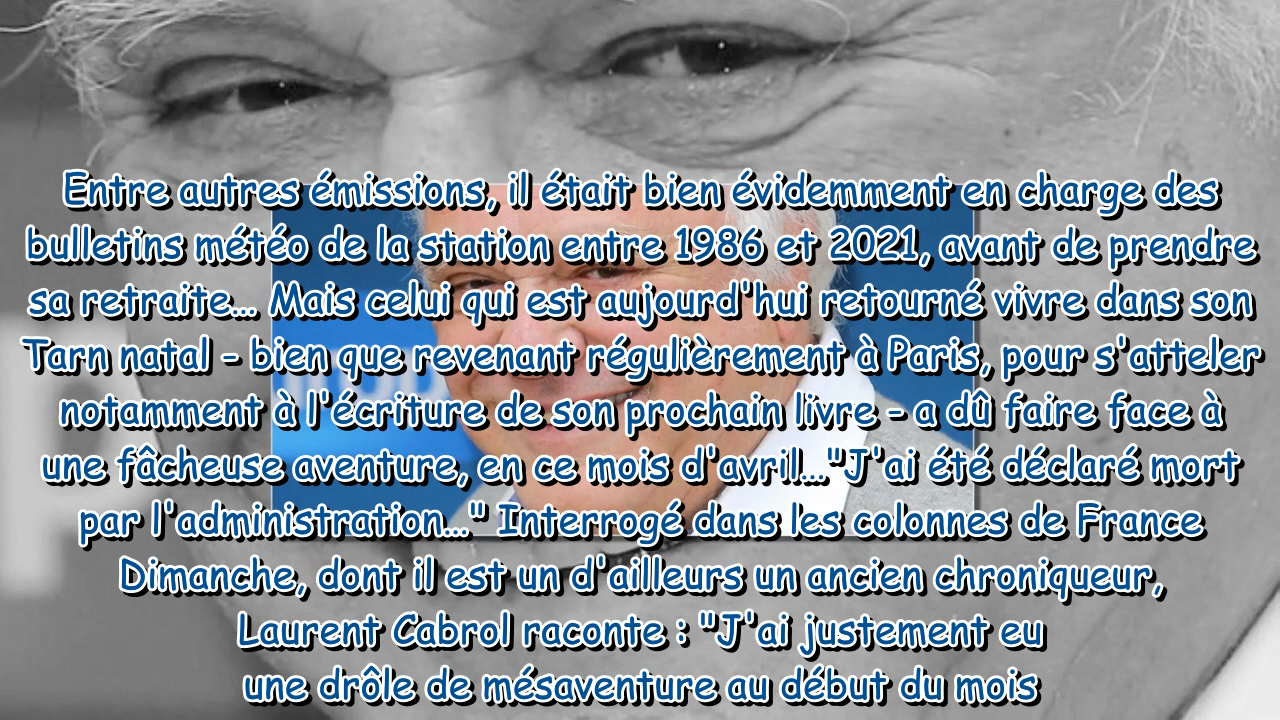 Entre autres émissions, il était bien évidemment en charge des
bulletins météo de la station entre 1986 et 2021, avant de prendre
sa retraite... Mais celui qui est aujourd'hui retourné vivre dans son
Tarn natal - bien que revenant régulièrement à Paris, pour s'atteler
notamment à l'écriture de son prochain livre - a dû faire face à
une fâcheuse aventure, en ce mois d'avril..."J'ai été déclaré mort
par l'administration..." Interrogé dans les colonnes de France
Dimanche, dont il est un d'ailleurs un ancien chroniqueur,
Laurent Cabrol raconte : "J'ai justement eu
une drôle de mésaventure au début du mois